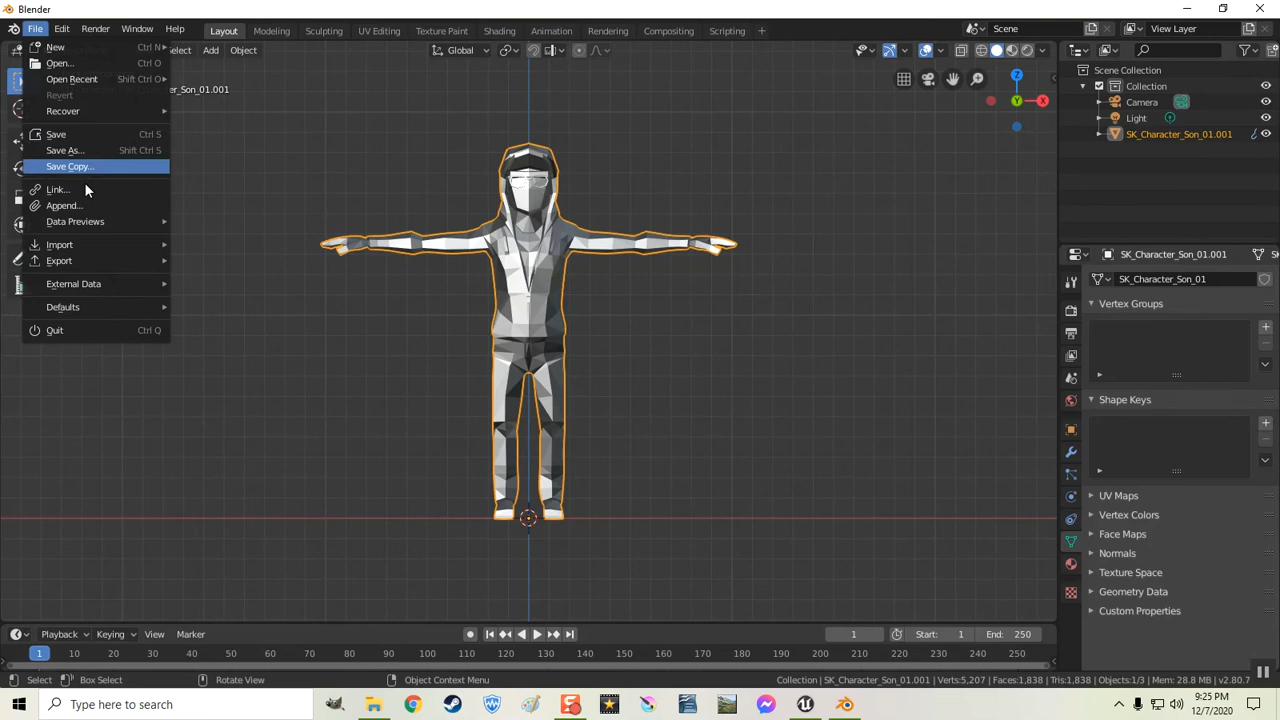 Blender
File Edit Render Window Help Layout Modeling Sculpting UV Editing Texture Paint Shading Animation Rendering Compositing Scripting Scene View Layer
New Ctrl N
Select Add Object Global
Open... Ctrl O
Open Recent Shift Ctrl O
Scene Collection
Revert
er_Son_01.001
Collection
Recover
Camera
Save Ctrl S
Light
Save As... Shift Ctrl S
SK_Character_Son_01.001
Save Copy...
Link...
Append...
Data Previews
Import
Export
SK_Character_Son_01.001
External Data
SK_Character_Son_01
Defaults
Vertex Groups
Quit Ctrl Q
Shape Keys
UV Maps
Vertex Colors
Face Maps
Normals
Texture Space
Geometry Data
Custom Properties
Playback Keying View Marker 1 Start: 1 End: 250
1 10 20 30 40 50 60 70 80 90 100 110 120 130 140 150 160 170 180 190 200 210 220 230 240 250
Select Box Select Rotate View Object Context Menu Collection | SK_Character_Son_01.001 | Verts:5,207 | Faces:1,838 | Tris:1,838 | Objects:1/3 | Mem: 28.8 MB | v2.80.7
Type here to search
9:25 PM
12/7/2020
Z
Y
X